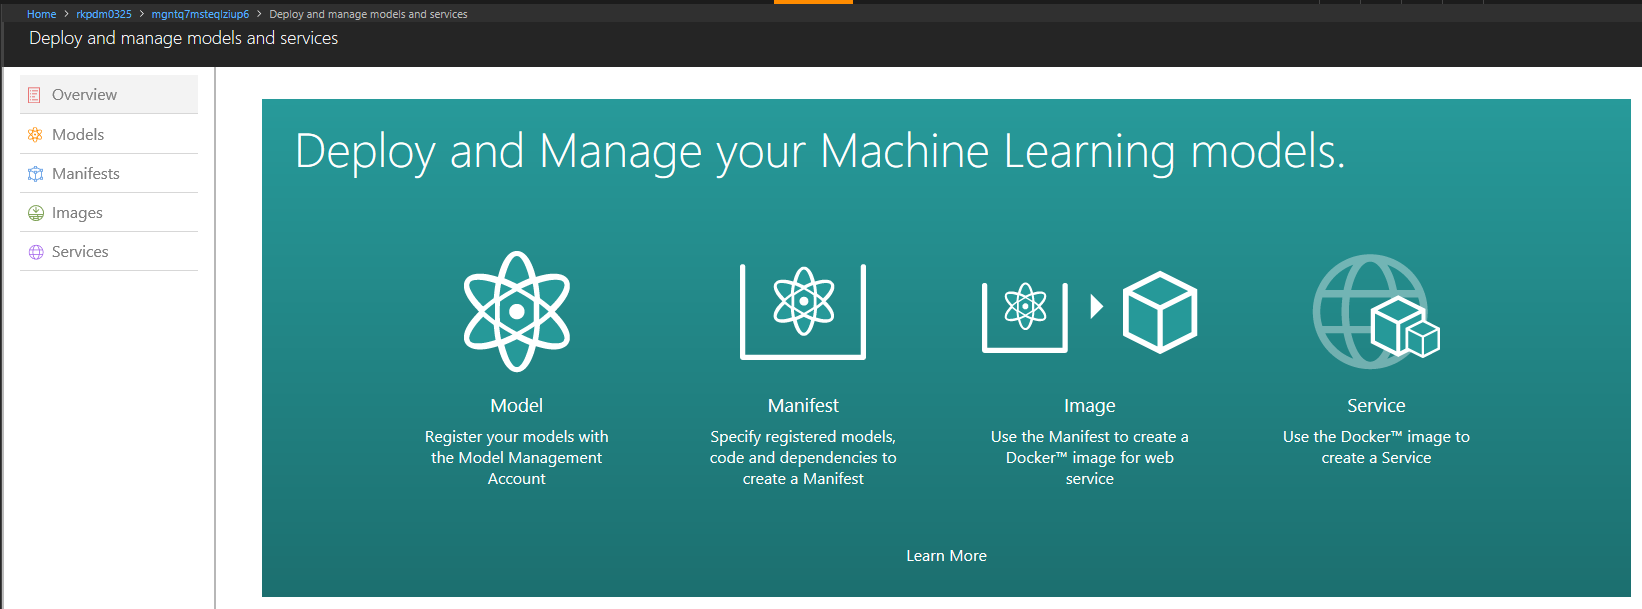 Home > rkpdm0325 > mgntq7msteqlziup6 > Deploy and manage models and services
Deploy and manage models and services
Overview
Models
Manifests
Images
Services
Deploy and Manage your Machine Learning models.
Model
Register your models with
the Model Management
Account
Manifest
Specify registered models,
code and dependencies to
create a Manifest
Image
Use the Manifest to create a
Docker™ image for web
service
Service
Use the Docker™ image to
create a Service
Learn More